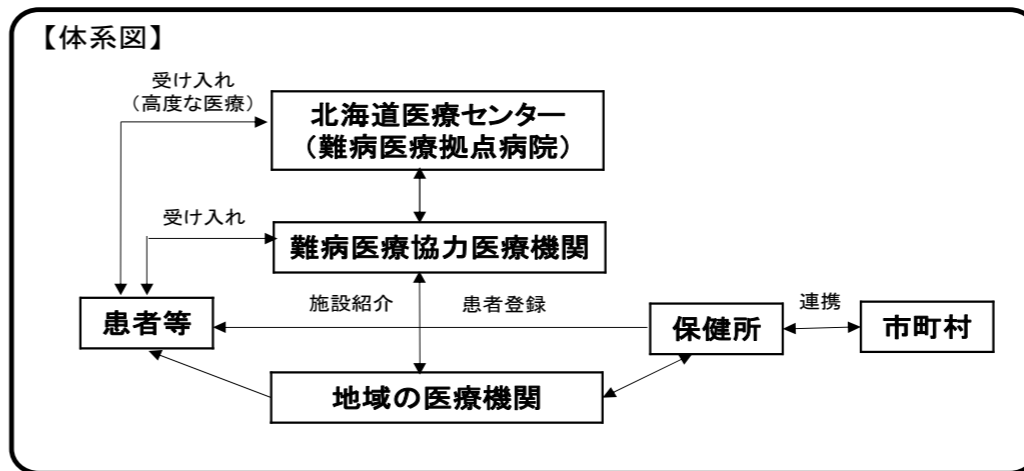 【体系図】
受け入れ
（高度な医療）
北海道医療センター
（難病医療拠点病院）
受け入れ
難病医療協力医療機関
施設紹介
患者登録
連携
患者等
保健所
市町村
地域の医療機関